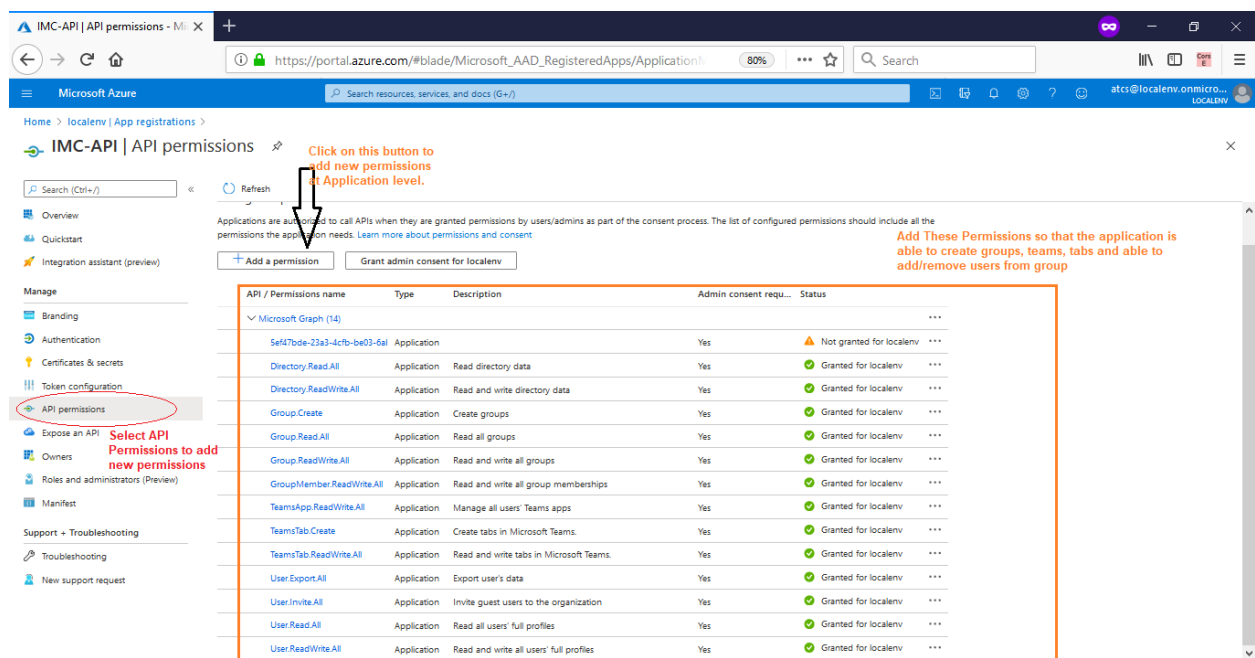 IMC-API | API permissions - Mi
https://portal.azure.com/#blade/Microsoft_AAD_RegisteredApps/ApplicationM
80%
Search
Cors
E
Microsoft Azure
Search resources, services, and docs (G+/)
atcs@localenv.onmicro...
LOCALENV
Home > localenv | App registrations >
IMC-API | API permissions
Click on this button to
add new permissions
at Application level.
Search (Ctrl+/)
Refresh
Overview
Quickstart
Integration assistant (preview)
Manage
Branding
Authentication
Certificates & secrets
Token configuration
API permissions
Expose an API
Owners
Roles and administrators (Preview)
Manifest
Select API
Permissions to add
new permissions
Support + Troubleshooting
Troubleshooting
New support request
Applications are authorized to call APIs when they are granted permissions by users/admins as part of the consent process. The list of configured permissions should include all the
permissions the application needs. Learn more about permissions and consent
Add These Permissions so that the application is
able to create groups, teams, tabs and able to
add/remove users from group
+ Add a permission Grant admin consent for localenv
API / Permissions name Type Description Admin consent requ... Status
Microsoft Graph (14) ...
5ef47bde-23a3-4cfb-be03-6al Application Yes Not granted for localenv ...
Directory.Read.All Application Read directory data Yes Granted for localenv ...
Directory.ReadWrite.All Application Read and write directory data Yes Granted for localenv ...
Group.Create Application Create groups Yes Granted for localenv ...
Group.Read.All Application Read all groups Yes Granted for localenv ...
Group.ReadWrite.All Application Read and write all groups Yes Granted for localenv ...
GroupMember.ReadWrite.All Application Read and write all group memberships Yes Granted for localenv ...
TeamsApp.ReadWrite.All Application Manage all users' Teams apps Yes Granted for localenv ...
TeamsTab.Create Application Create tabs in Microsoft Teams. Yes Granted for localenv ...
TeamsTab.ReadWrite.All Application Read and write tabs in Microsoft Teams. Yes Granted for localenv ...
User.Export.All Application Export user's data Yes Granted for localenv ...
User.Invite.All Application Invite guest users to the organization Yes Granted for localenv ...
User.Read.All Application Read all users' full profiles Yes Granted for localenv ...
User.ReadWrite.All Application Read and write all users' full profiles Yes Granted for localenv ...